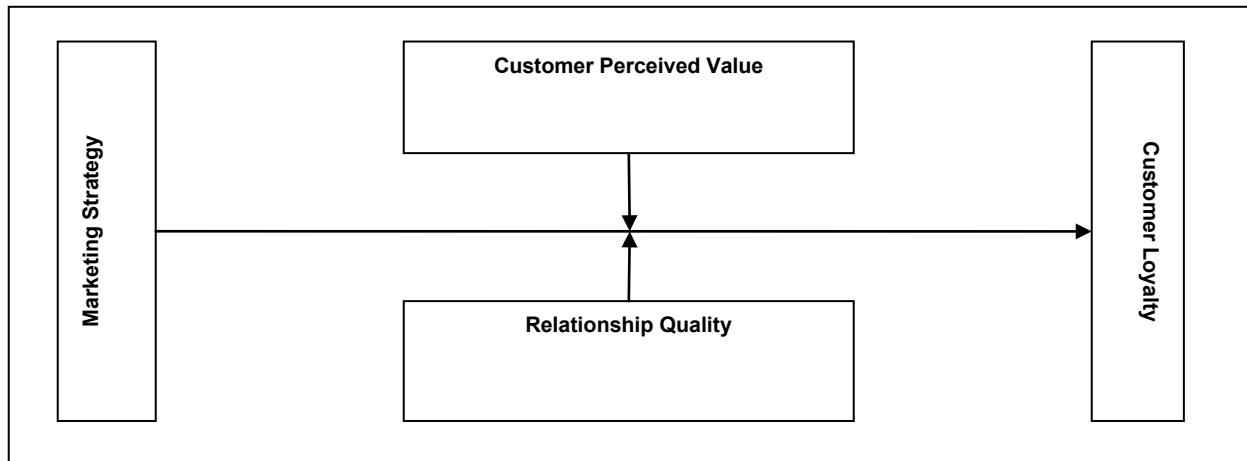 Marketing Strategy
Customer Perceived Value
Relationship Quality
Customer Loyalty